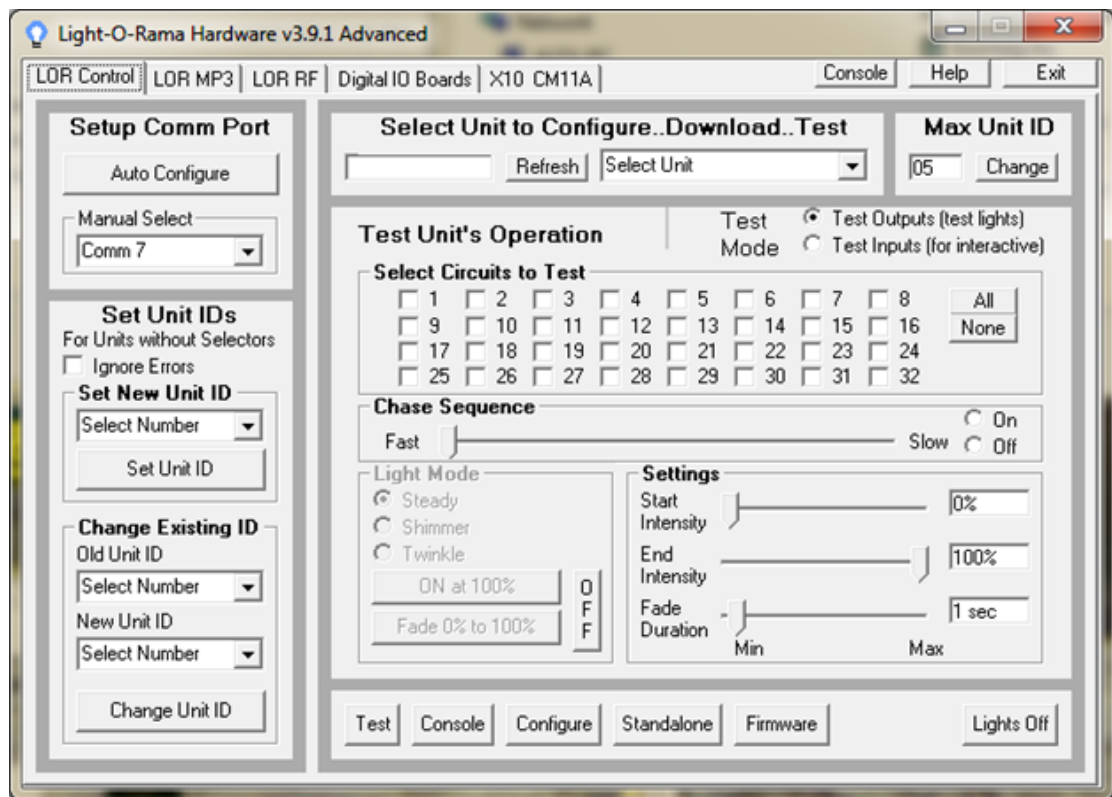 Light-O-Rama Hardware v3.9.1 Advanced
LOR Control LOR MP3 LOR RF Digital IO Boards X10 CM11A Console Help Exit
Setup Comm Port
Auto Configure
Manual Select
Comm 7
Set Unit IDs
For Units without Selectors
Ignore Errors
Set New Unit ID
Select Number
Set Unit ID
Change Existing ID
Old Unit ID
Select Number
New Unit ID
Select Number
Change Unit ID
Select Unit to Configure..Download..Test
Refresh Select Unit
Max Unit ID
05 Change
Test Unit's Operation
Test Mode
Test Outputs (test lights)
Test Inputs (for interactive)
Select Circuits to Test
1 2 3 4 5 6 7 8 All
9 10 11 12 13 14 15 16 None
17 18 19 20 21 22 23 24
25 26 27 28 29 30 31 32
Chase Sequence
Fast Slow
On
Off
Light Mode
Steady
Shimmer
Twinkle
ON at 100%
Fade 0% to 100%
OFF
Settings
Start Intensity 0%
End Intensity 100%
Fade Duration 1 sec
Min Max
Test Console Configure Standalone Firmware Lights Off